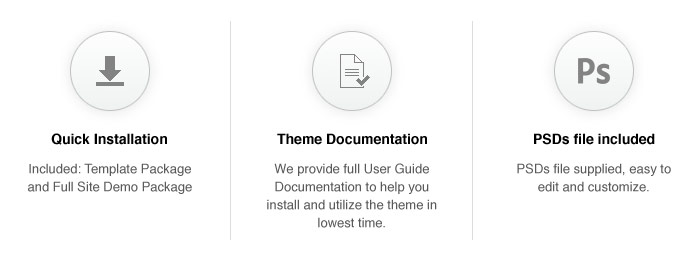 Quick Installation
Included: Template Package
and Full Site Demo Package
Theme Documentation
We provide full User Guide
Documentation to help you
install and utilize the theme in
lowest time.
Ps
PSDs file included
PSDs file supplied, easy to
edit and customize.